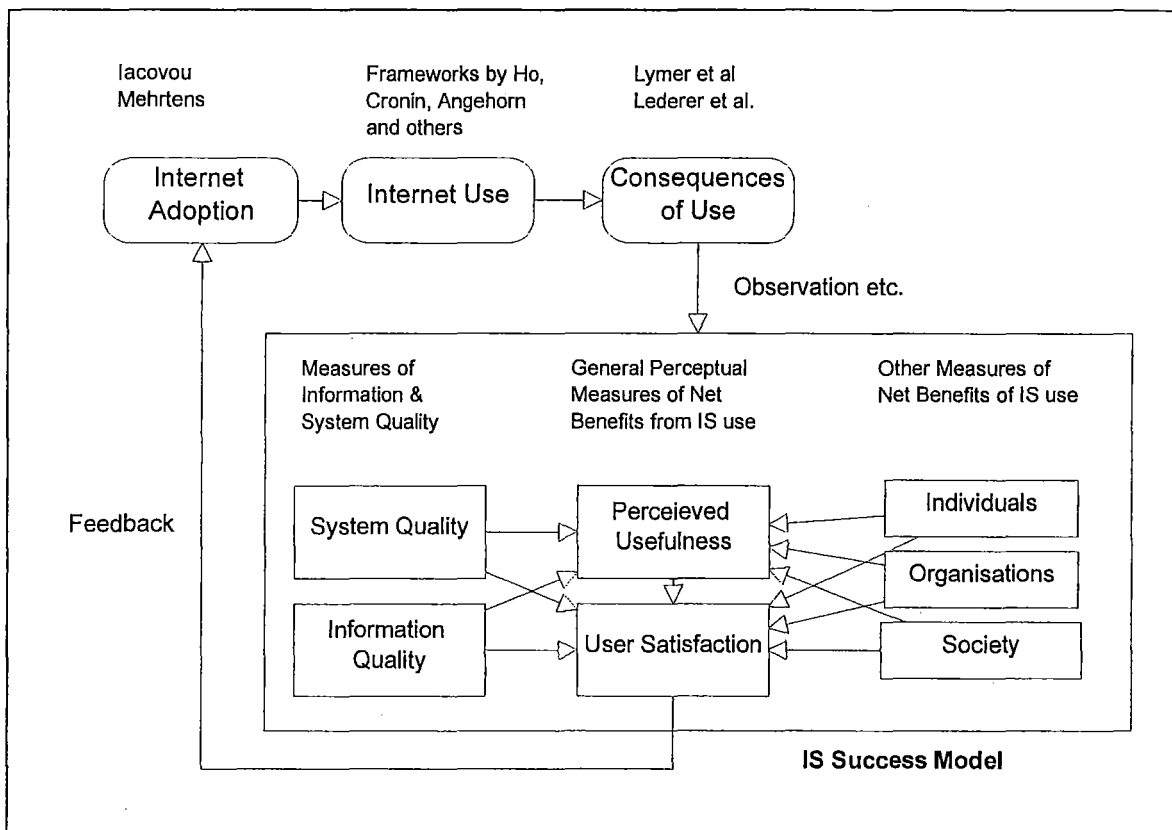 Iacovou
Mehrtens
Frameworks by Ho,
Cronin, Angehorn
and others
Lymer et al
Lederer et al.
Internet
Adoption
Internet Use
Consequences
of Use
Observation etc.
Measures of
Information &
System Quality
General Perceptual
Measures of Net
Benefits from IS use
Other Measures of
Net Benefits of IS use
Feedback
System Quality
Perceieved
Usefulness
Individuals
Organisations
Information
Quality
User Satisfaction
Society
IS Success Model